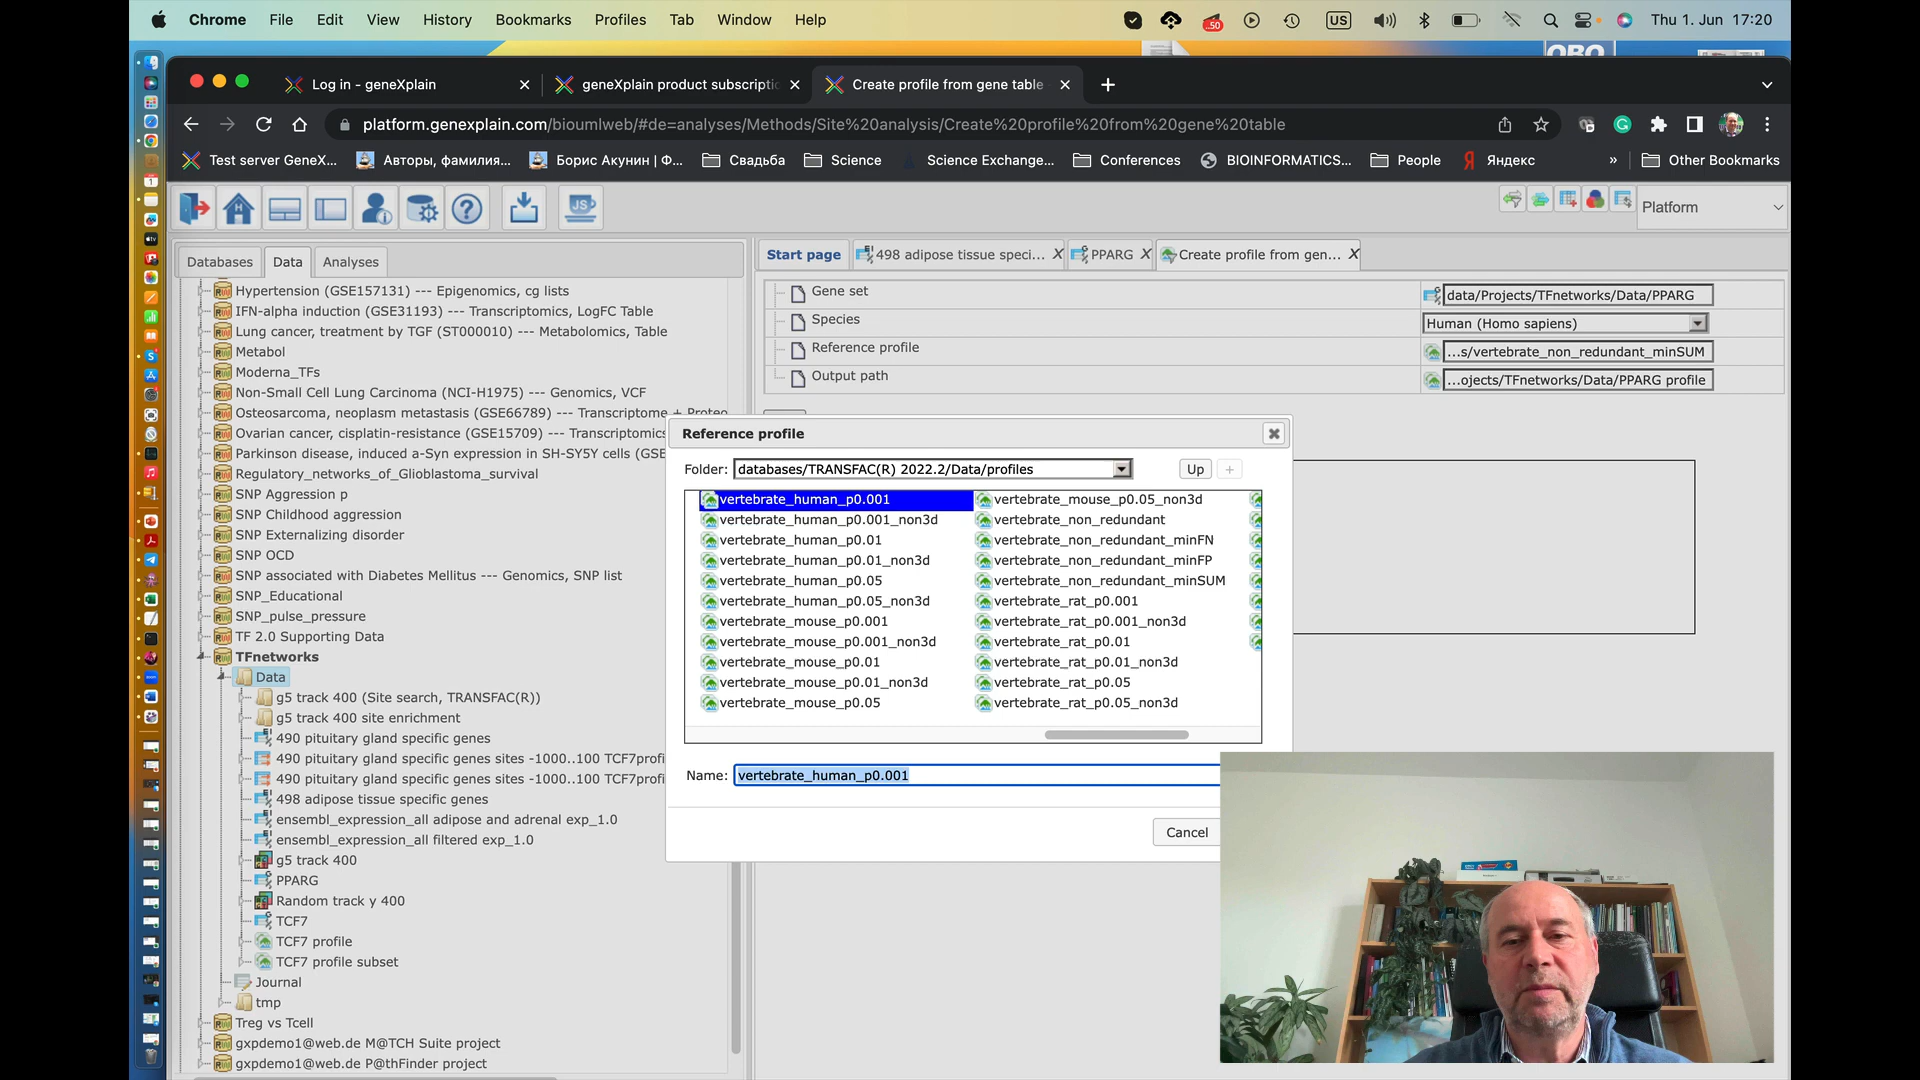 Chrome File Edit View History Bookmarks Profiles Tab Window Help
50
US
Thu 1. Jun 17:20
Log in - geneXplain
geneXplain product subscripti
Create profile from gene table
platform.genexplain.com/bioumlweb/#de=analyses/Methods/Site%20analysis/Create%20profile%20from%20gene%20table
Test server GeneX... Авторы, фамилия... Борис Акунин | Ф... Свадьба Science Science Exchange... Conferences BIOINFORMATICS... People Яндекс » Other Bookmarks
JS
Platform
Databases Data Analyses
Hypertension (GSE157131) --- Epigenomics, cg lists
IFN-alpha induction (GSE31193) --- Transcriptomics, LogFC Table
Lung cancer, treatment by TGF (ST000010) --- Metabolomics, Table
Metabol
Moderna_TFs
Non-Small Cell Lung Carcinoma (NCI-H1975) --- Genomics, VCF
Osteosarcoma, neoplasm metastasis (GSE66789) --- Transcriptome + Proteo
Ovarian cancer, cisplatin-resistance (GSE15709) --- Transcriptomics
Parkinson disease, induced a-Syn expression in SH-SY5Y cells (GSE
Regulatory_networks_of_Glioblastoma_survival
SNP Aggression p
SNP Childhood aggression
SNP Externalizing disorder
SNP OCD
SNP associated with Diabetes Mellitus --- Genomics, SNP list
SNP_Educational
SNP_pulse_pressure
TF 2.0 Supporting Data
TFnetworks
Data
g5 track 400 (Site search, TRANSFAC(R))
g5 track 400 site enrichment
490 pituitary gland specific genes
490 pituitary gland specific genes sites -1000..100 TCF7profi
490 pituitary gland specific genes sites -1000..100 TCF7profi
498 adipose tissue specific genes
ensembl_expression_all adipose and adrenal exp_1.0
ensembl_expression_all filtered exp_1.0
g5 track 400
PPARG
Random track y 400
TCF7
TCF7 profile
TCF7 profile subset
Journal
tmp
Treg vs Tcell
gxpdemo1@web.de M@TCH Suite project
gxpdemo1@web.de P@thFinder project
Start page 498 adipose tissue speci... X PPARG X Create profile from gen... X
Gene set data/Projects/TFnetworks/Data/PPARG
Species Human (Homo sapiens)
Reference profile ...s/vertebrate_non_redundant_minSUM
Output path ...ojects/TFnetworks/Data/PPARG profile
Reference profile
Folder: databases/TRANSFAC(R) 2022.2/Data/profiles Up +
vertebrate_human_p0.001
vertebrate_human_p0.001_non3d
vertebrate_human_p0.01
vertebrate_human_p0.01_non3d
vertebrate_human_p0.05
vertebrate_human_p0.05_non3d
vertebrate_mouse_p0.001
vertebrate_mouse_p0.001_non3d
vertebrate_mouse_p0.01
vertebrate_mouse_p0.01_non3d
vertebrate_mouse_p0.05
vertebrate_mouse_p0.05_non3d
vertebrate_non_redundant
vertebrate_non_redundant_minFN
vertebrate_non_redundant_minFP
vertebrate_non_redundant_minSUM
vertebrate_rat_p0.001
vertebrate_rat_p0.001_non3d
vertebrate_rat_p0.01
vertebrate_rat_p0.01_non3d
vertebrate_rat_p0.05
vertebrate_rat_p0.05_non3d
Name: vertebrate_human_p0.001
Cancel